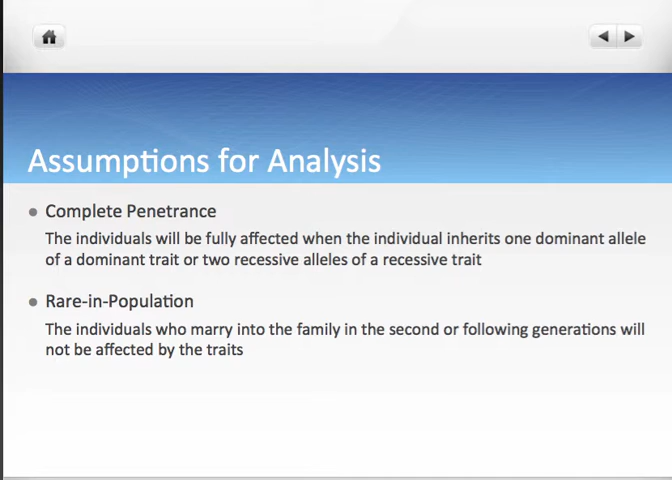 Assumptions for Analysis
Complete Penetrance
The individuals will be fully affected when the individual inherits one dominant allele
of a dominant trait or two recessive alleles of a recessive trait
Rare-in-Population
The individuals who marry into the family in the second or following generations will
not be affected by the traits